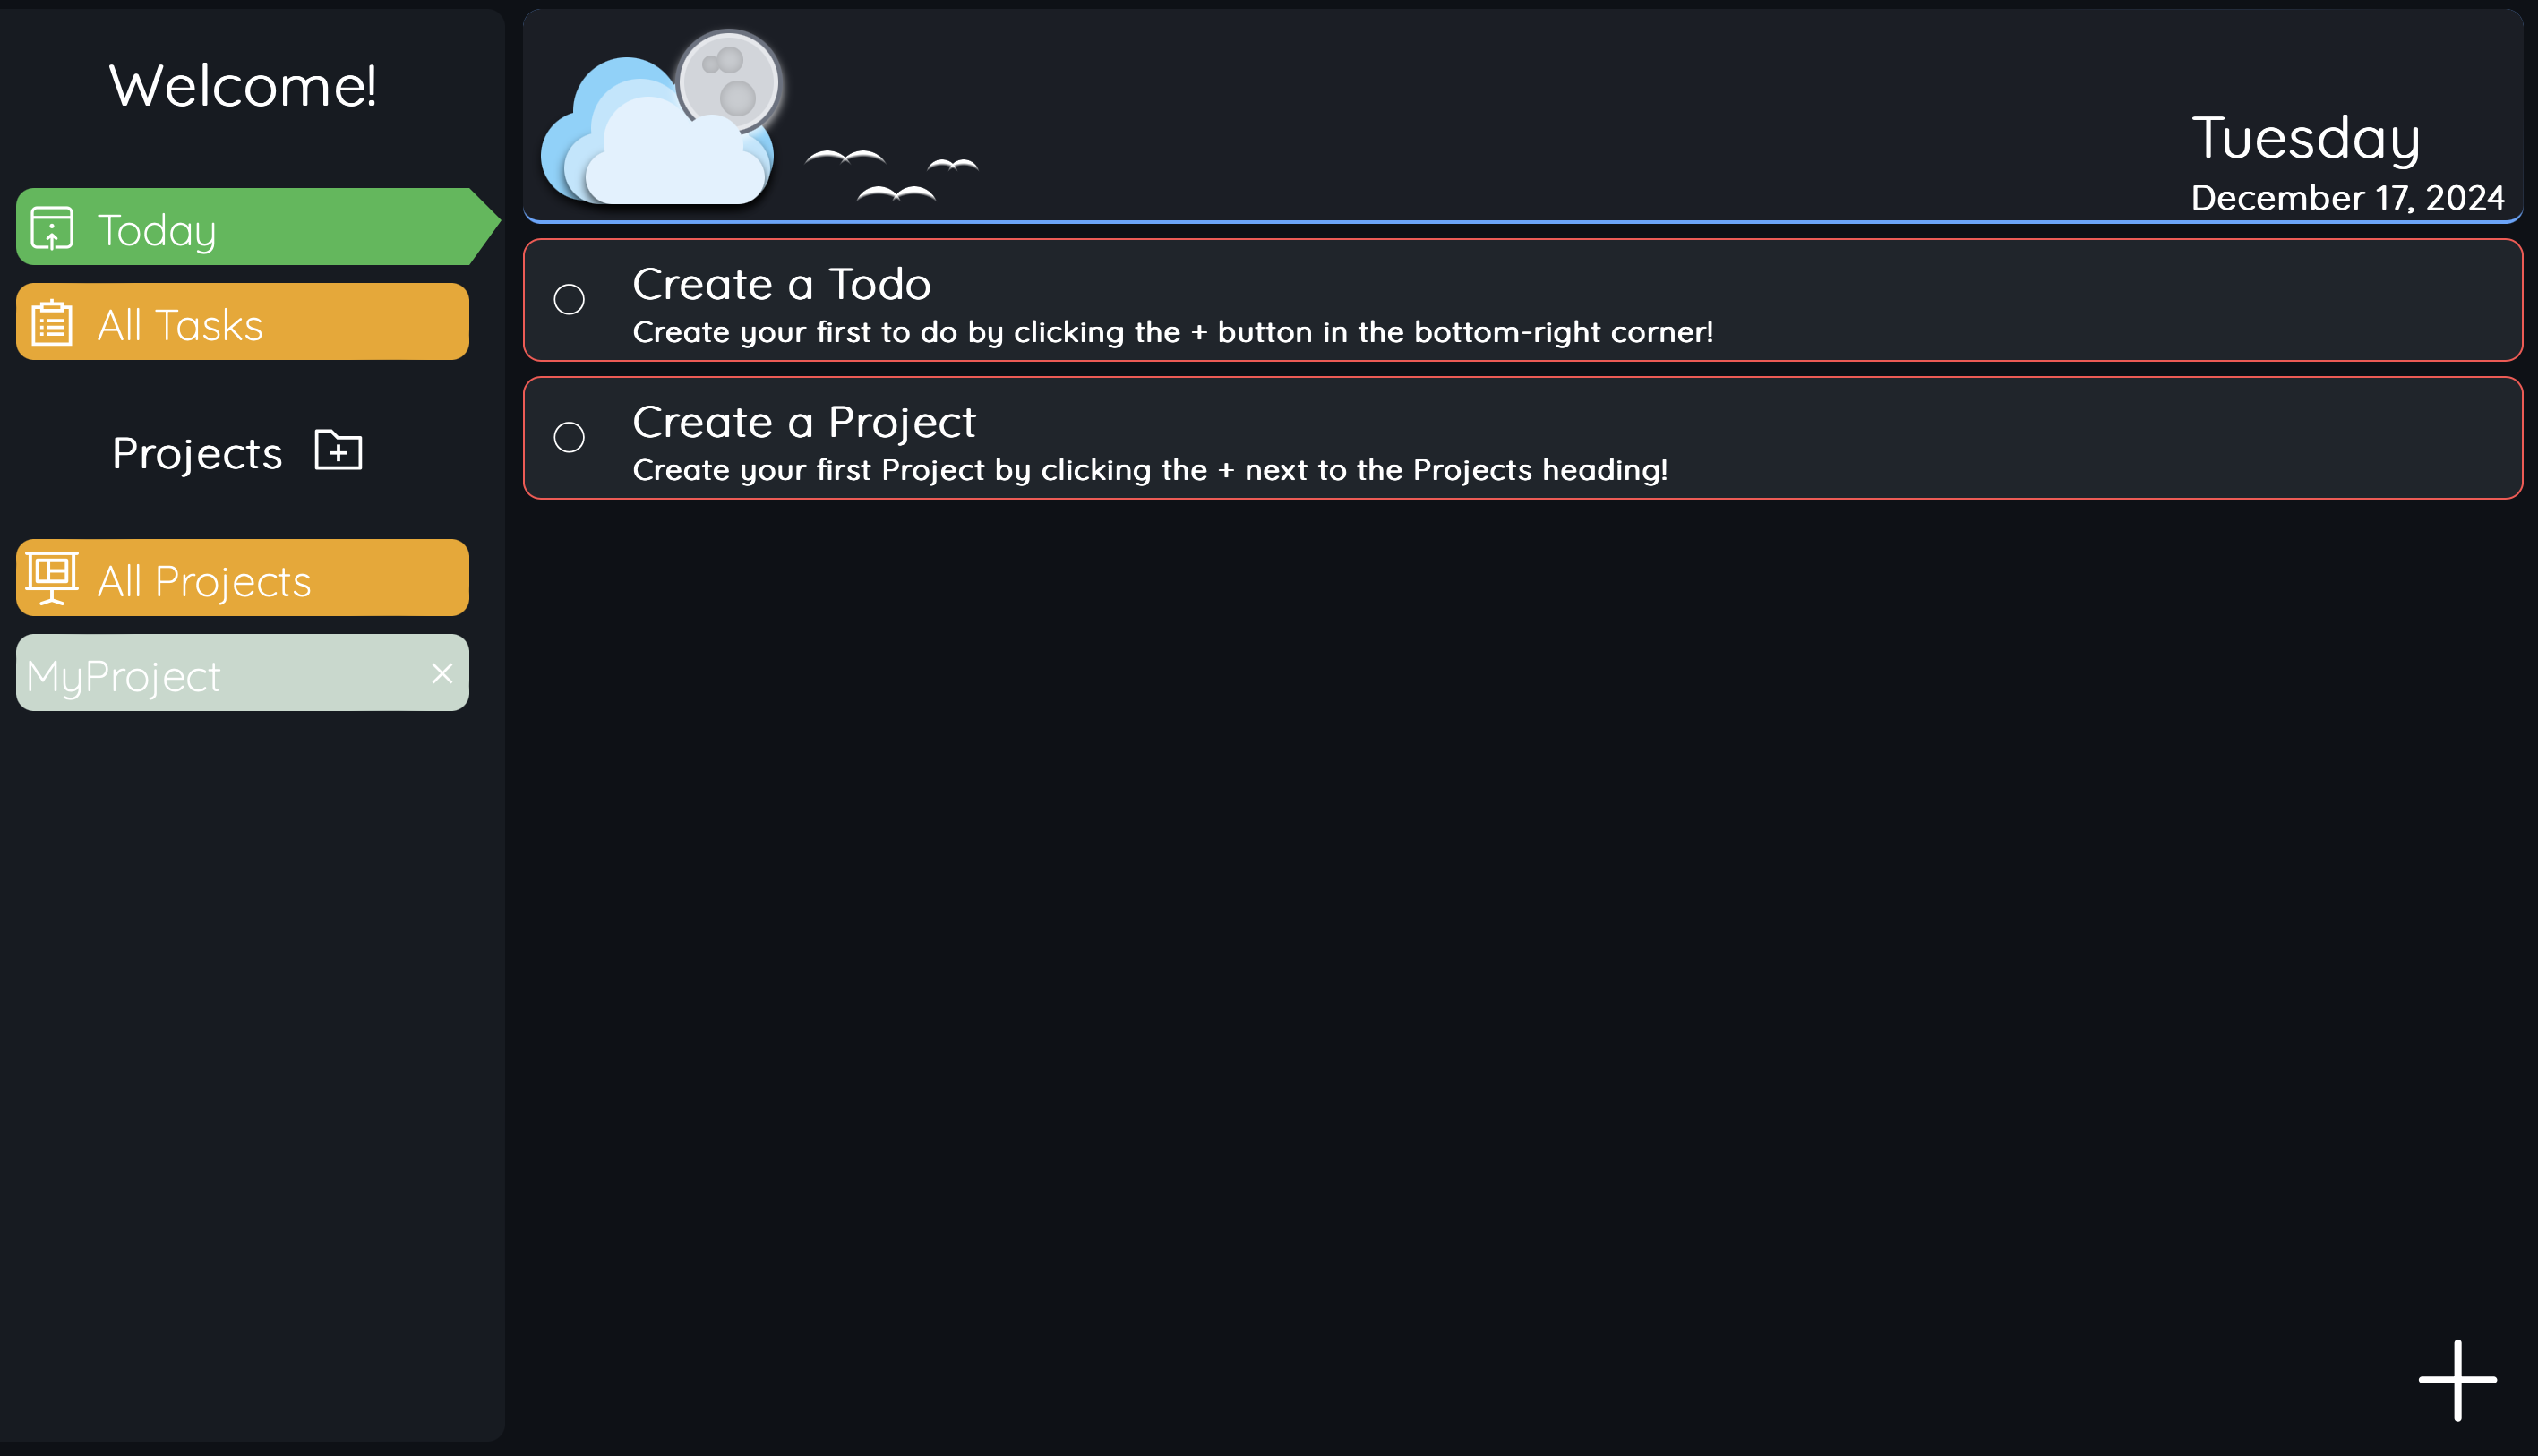 Welcome!
Today
All Tasks
Projects
All Projects
MyProject
Tuesday
December 17, 2024
Create a Todo
Create your first to do by clicking the + button in the bottom-right corner!
Create a Project
Create your first Project by clicking the + next to the Projects heading!